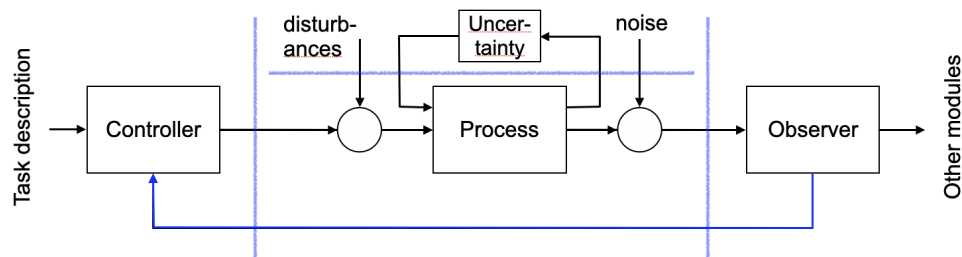 disturb-
ances
Uncer-
tainty
noise
Task description
Controller
Process
Observer
Other modules